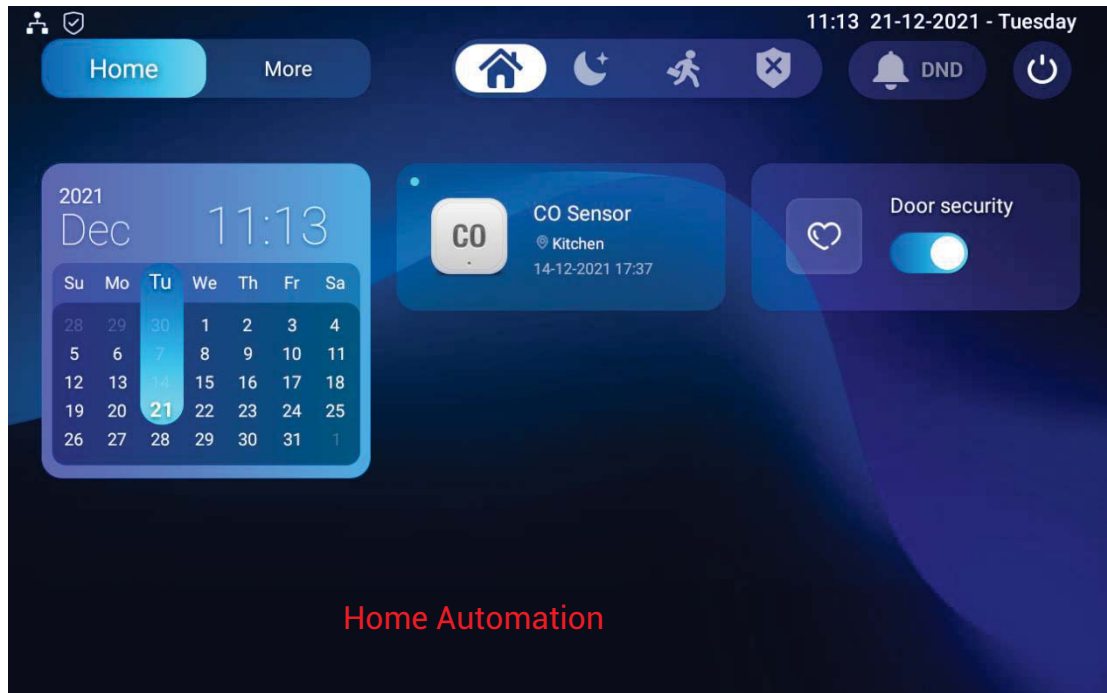 11:13 21-12-2021 - Tuesday
Home More
DND
2021
Dec 11:13
Su Mo Tu We Th Fr Sa
28 29 30 1 2 3 4
5 6 7 8 9 10 11
12 13 14 15 16 17 18
19 20 21 22 23 24 25
26 27 28 29 30 31 1
CO
CO Sensor
Kitchen
14-12-2021 17:37
Door security
Home Automation